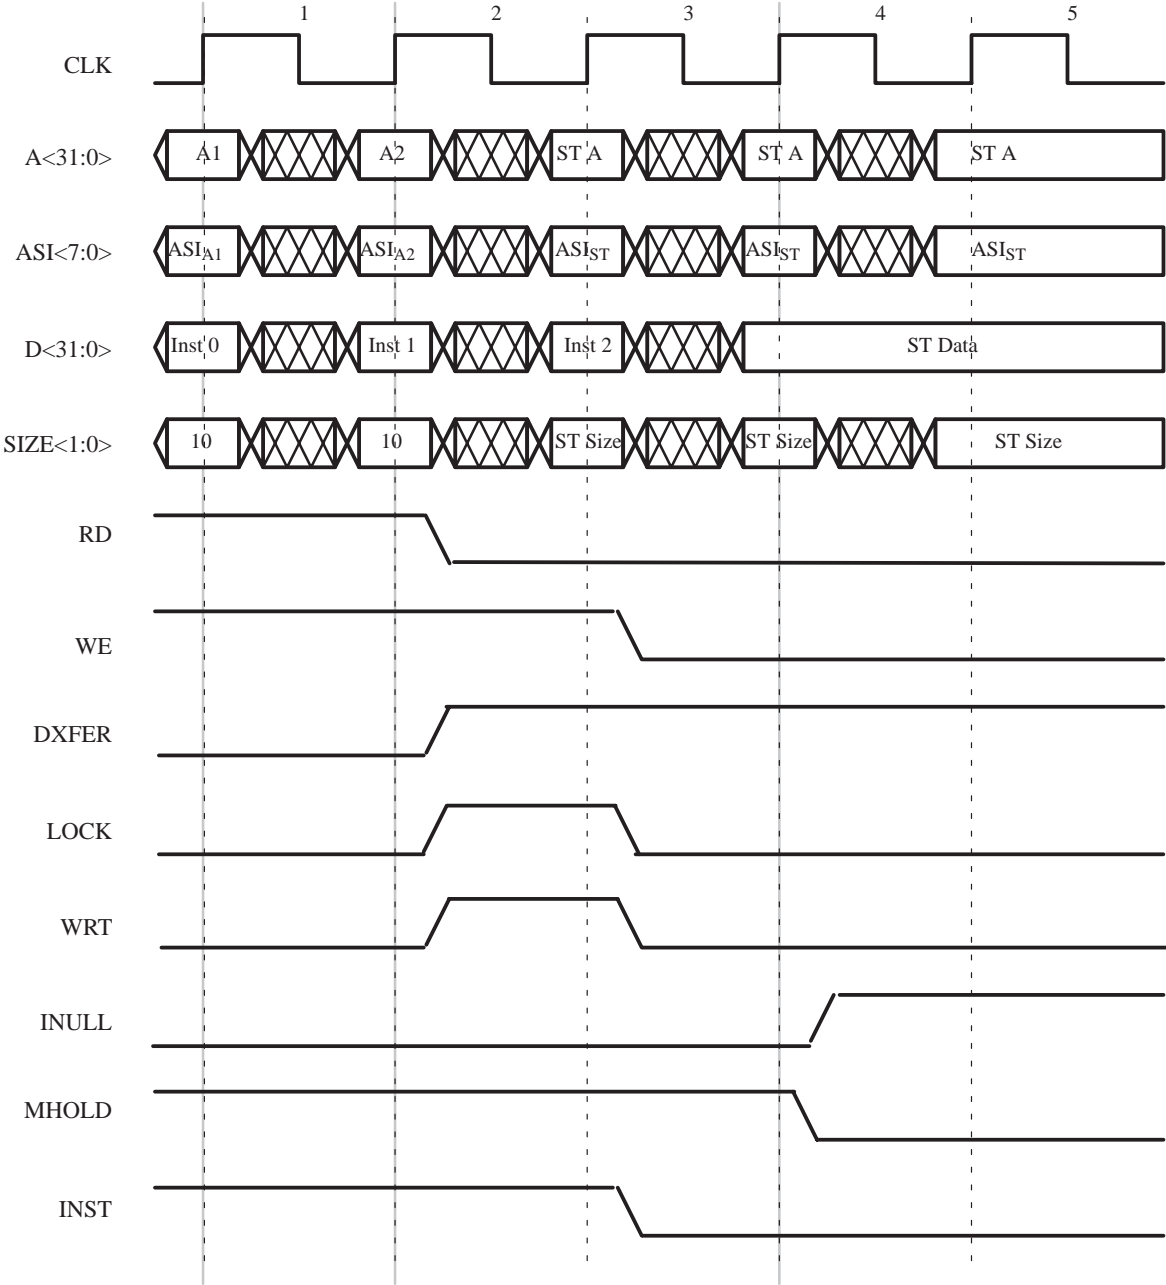 1 2 3 4 5
CLK
A<31:0> A1 A2 ST A ST A ST A
ASI<7:0> ASIA1 ASIA2 ASIST ASIST ASIST
D<31:0> Inst 0 Inst 1 Inst 2 ST Data
SIZE<1:0> 10 10 ST Size ST Size ST Size
RD
WE
DXFER
LOCK
WRT
INULL
MHOLD
INST